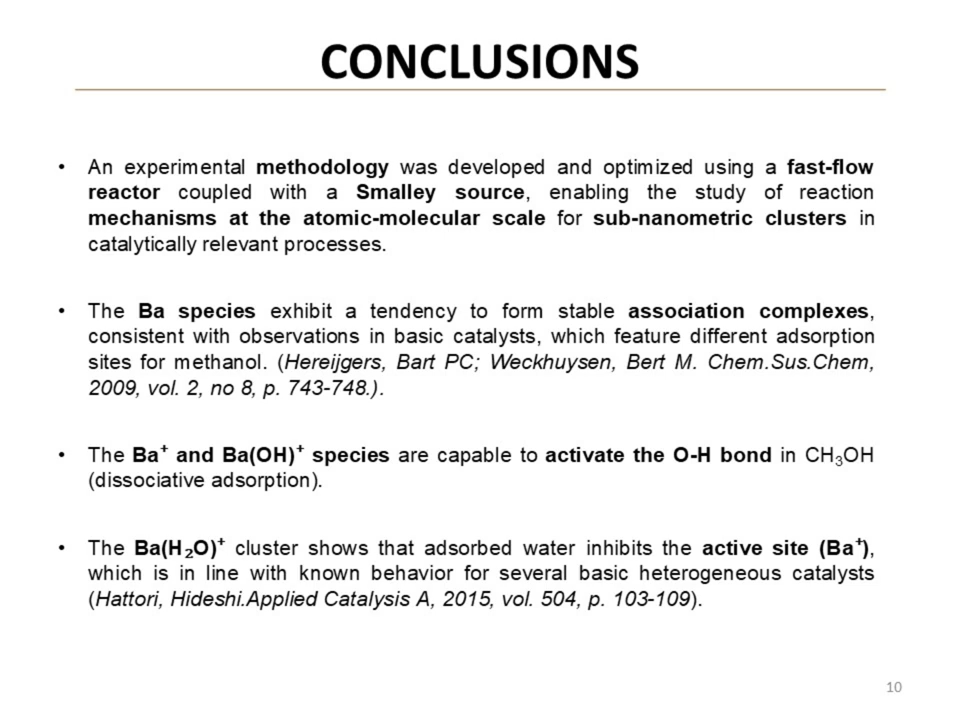 CONCLUSIONS
• An experimental methodology was developed and optimized using a fast-flow
reactor coupled with a Smalley source, enabling the study of reaction
mechanisms at the atomic-molecular scale for sub-nanometric clusters in
catalytically relevant processes.
• The Ba species exhibit a tendency to form stable association complexes,
consistent with observations in basic catalysts, which feature different adsorption
sites for methanol. (Hereijgers, Bart PC; Weckhuysen, Bert M. Chem.Sus.Chem,
2009, vol. 2, no 8, p. 743-748.).
• The Ba⁺ and Ba(OH)⁺ species are capable to activate the O-H bond in CH₃OH
(dissociative adsorption).
• The Ba(H₂O)⁺ cluster shows that adsorbed water inhibits the active site (Ba⁺),
which is in line with known behavior for several basic heterogeneous catalysts
(Hattori, Hideshi.Applied Catalysis A, 2015, vol. 504, p. 103-109).
10